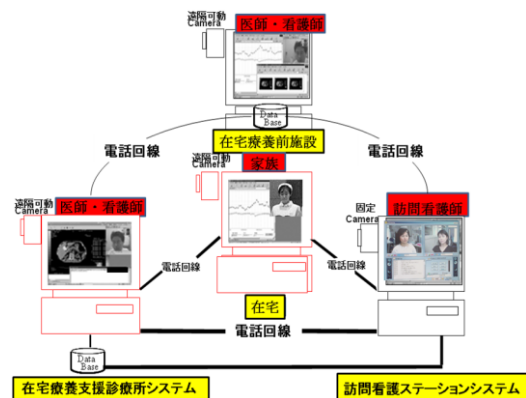 遠隔可動
Camera
医師・看護師
Data
Base
在宅療養前施設
電話回線
電話回線
遠隔可動
Camera
家族
遠隔可動
Camera
医師・看護師
固定
Camera
訪問看護師
電話回線
電話回線
在宅
電話回線
Data
Base
在宅療養支援診療所システム
訪問看護ステーションシステム